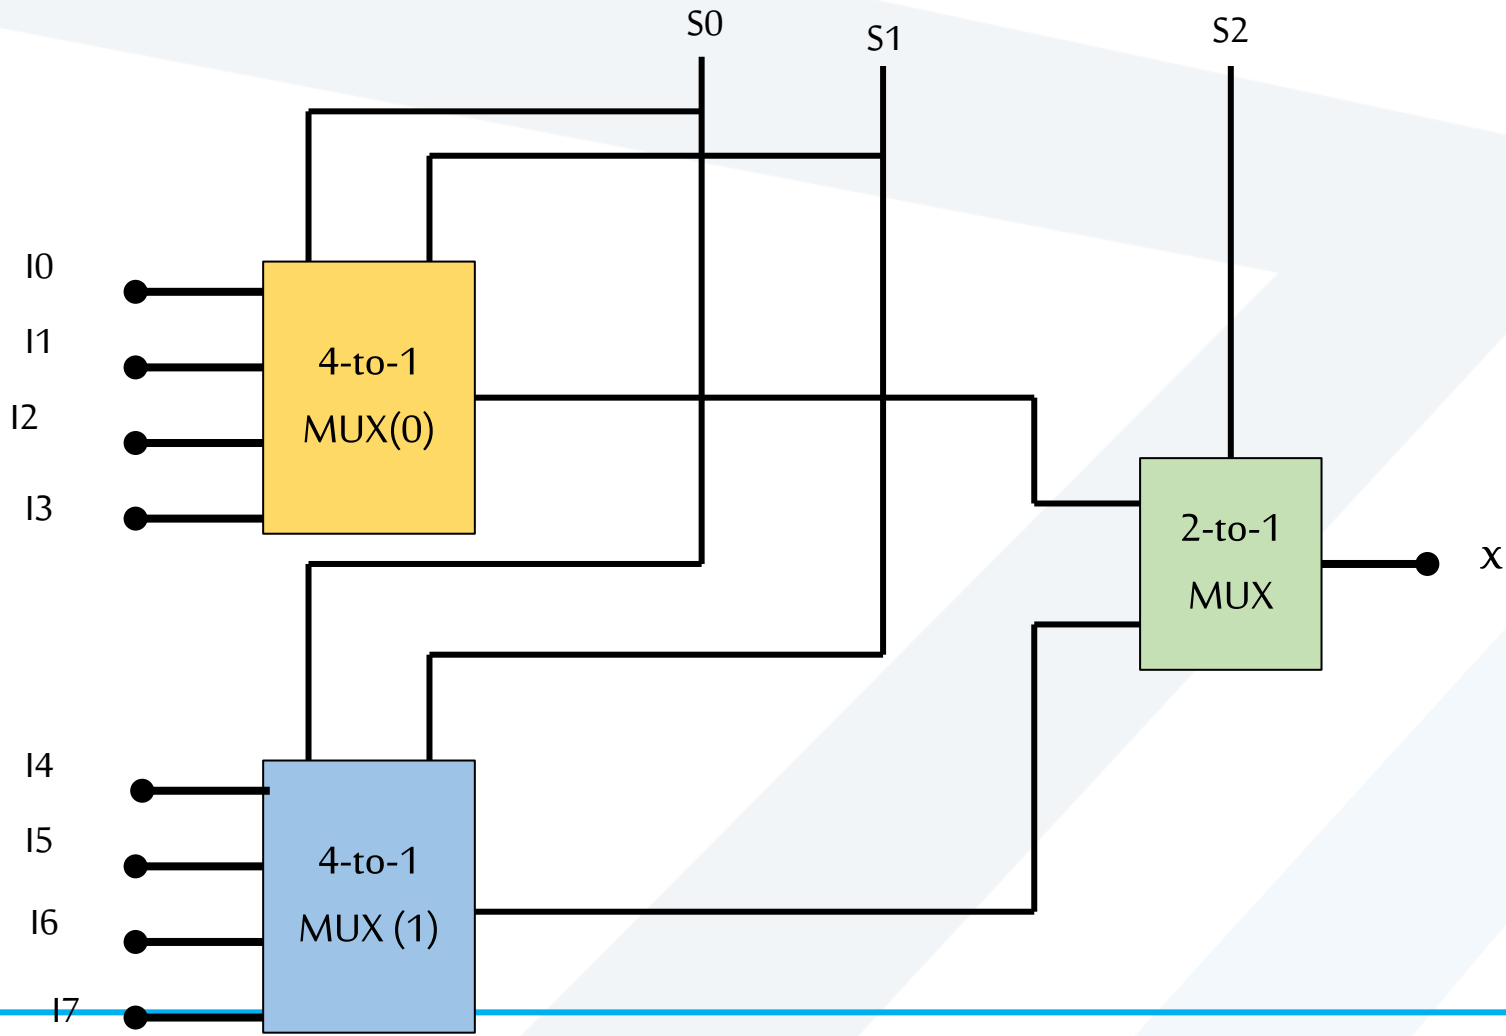 S0
S1
S2
I0
I1
I2
I3
4-to-1
MUX(0)
2-to-1
MUX
x
I4
I5
I6
I7
4-to-1
MUX (1)